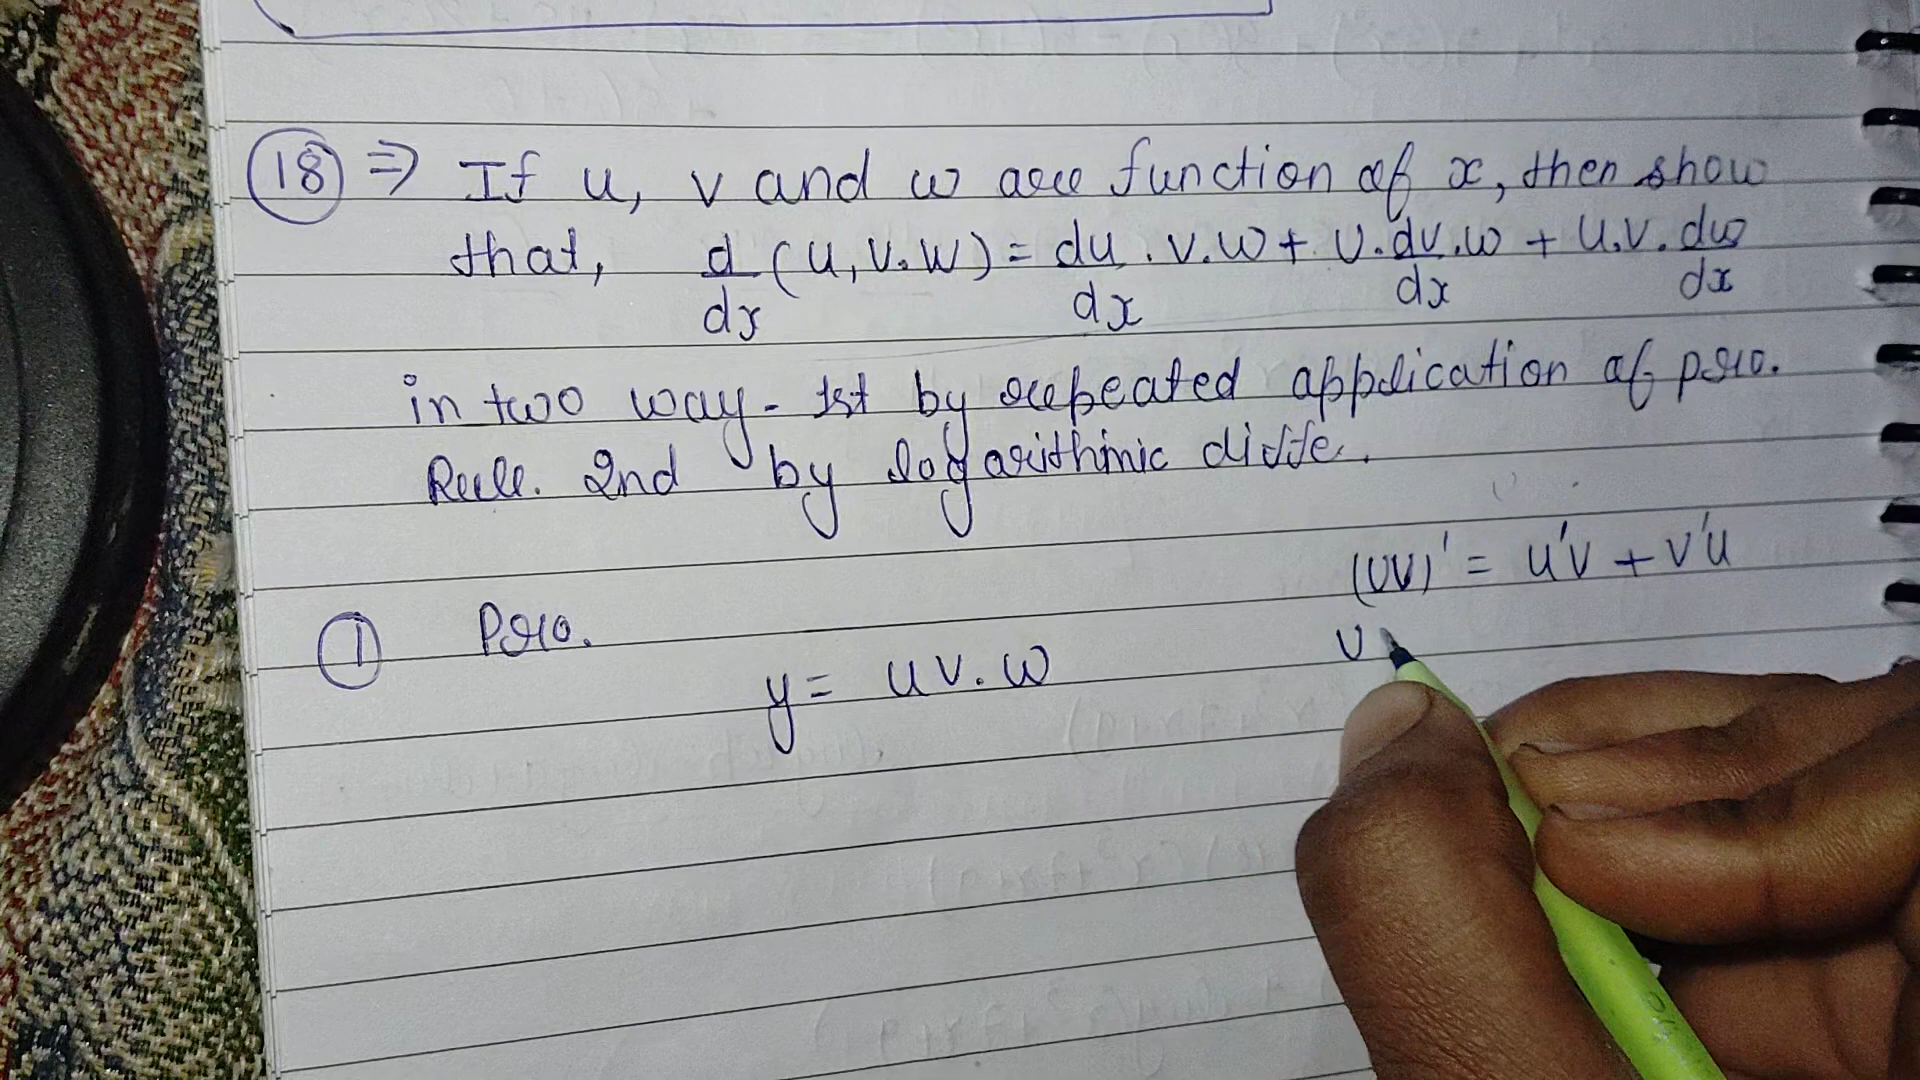 18 ⇒ If u, v and w are function of x, then show
that, d/dx (u, v. w) = du/dx . v. w + u. dv/dx . w + u. v. dw/dx
in two way - 1st by repeated application of pro.
Rule. 2nd by logarithmic diffe.
(uv)' = u'v + v'u
① Pro.
y = uv. w
u